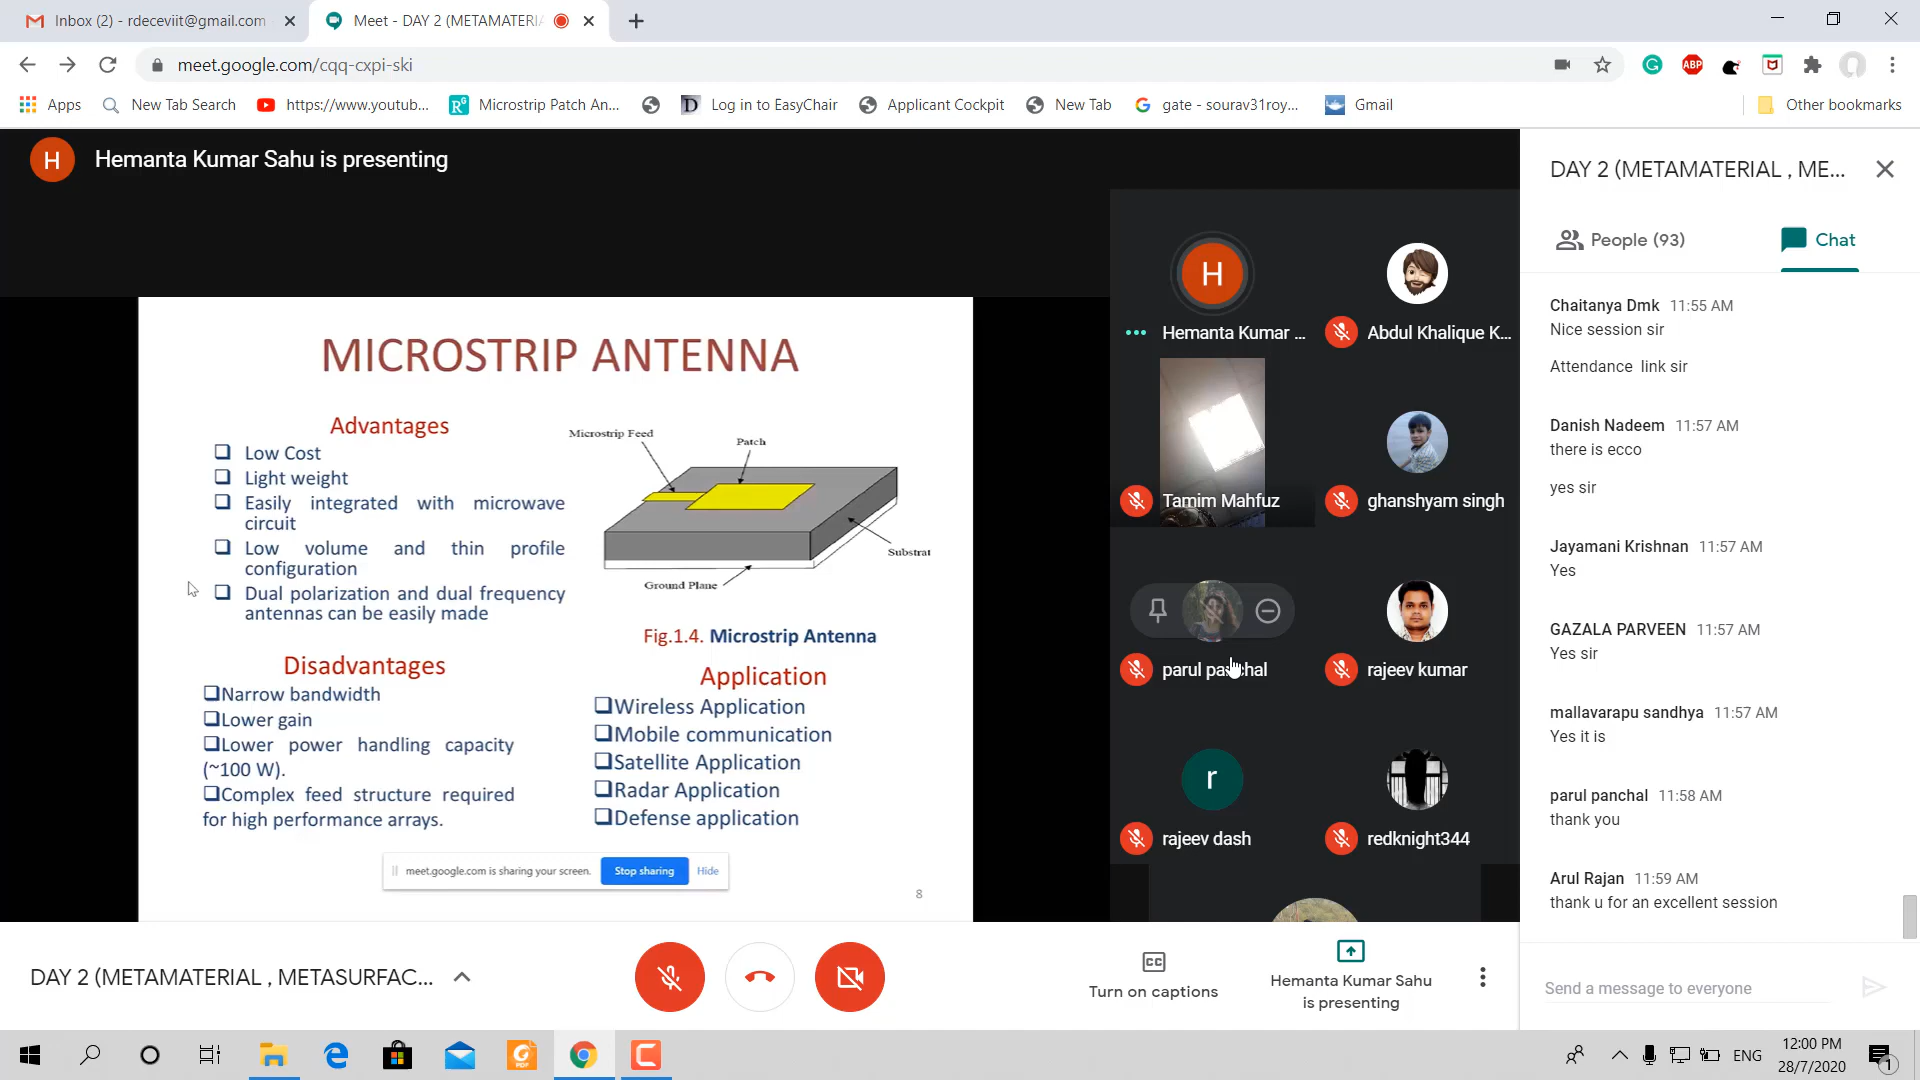 Inbox (2) - rdeceviit@gmail.com
Meet - DAY 2 (METAMATERI
meet.google.com/cqq-cxpi-ski
ABP
Apps
New Tab Search
https://www.youtub...
Microstrip Patch An...
Log in to EasyChair
Applicant Cockpit
New Tab
gate - sourav31roy...
Gmail
Other bookmarks
H
Hemanta Kumar Sahu is presenting
MICROSTRIP ANTENNA
Advantages
Low Cost
Light weight
Easily integrated with microwave
circuit
Low volume and thin profile
configuration
Dual polarization and dual frequency
antennas can be easily made
Microstrip Feed
Patch
Substrat
Ground Plane
Fig.1.4. Microstrip Antenna
Disadvantages
Narrow bandwidth
Lower gain
Lower power handling capacity
(~100 W).
Complex feed structure required
for high performance arrays.
Application
Wireless Application
Mobile communication
Satellite Application
Radar Application
Defense application
meet.google.com is sharing your screen.
Stop sharing
Hide
8
H
Hemanta Kumar ...
Abdul Khalique K...
Tamim Mahfuz
ghanshyam singh
parul panchal
rajeev kumar
r
rajeev dash
redknight344
DAY 2 (METAMATERIAL , ME...
People (93)
Chat
Chaitanya Dmk 11:55 AM
Nice session sir
Attendance link sir
Danish Nadeem 11:57 AM
there is ecco
yes sir
Jayamani Krishnan 11:57 AM
Yes
GAZALA PARVEEN 11:57 AM
Yes sir
mallavarapu sandhya 11:57 AM
Yes it is
parul panchal 11:58 AM
thank you
Arul Rajan 11:59 AM
thank u for an excellent session
Send a message to everyone
DAY 2 (METAMATERIAL , METASURFAC...
Turn on captions
Hemanta Kumar Sahu
is presenting
ENG
12:00 PM
28/7/2020
1